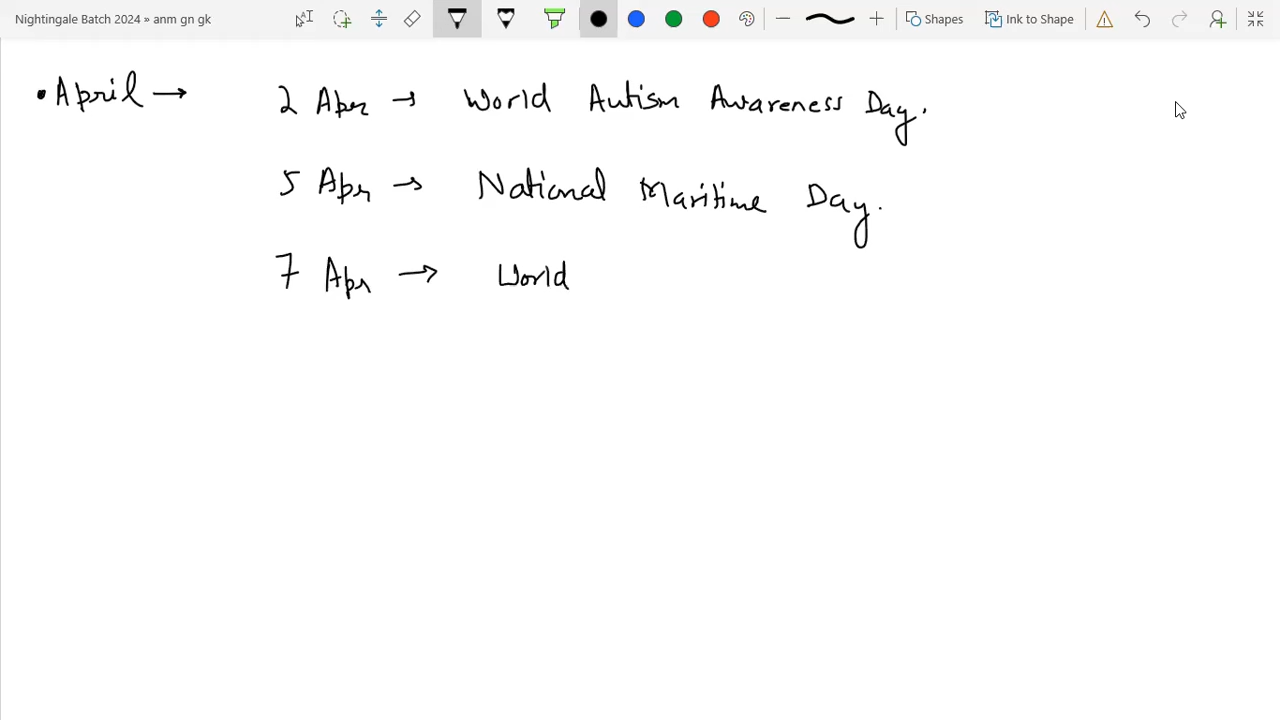 Nightingale Batch 2024 » anm gn gk
Shapes
Ink to Shape
• April → 2 Apr → World Autism Awareness Day.
5 Apr → National Maritime Day.
7 Apr → World